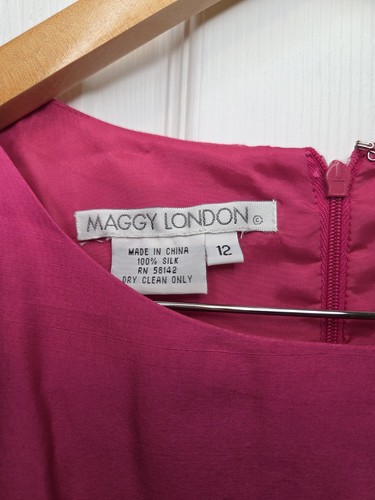 MAGGY LONDON ©
MADE IN CHINA
100% SILK
RN 58142
DRY CLEAN ONLY
12